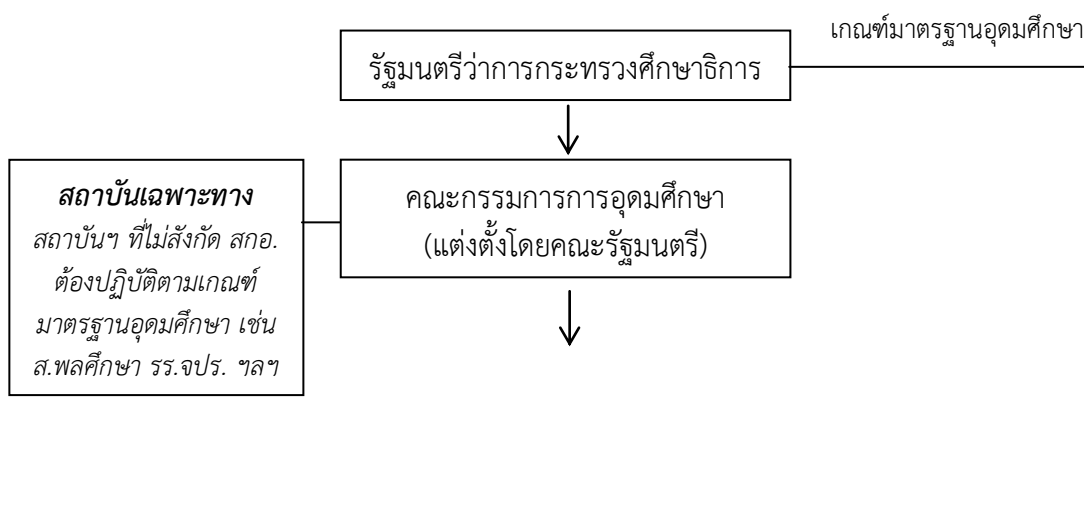 เกณฑ์มาตรฐานอุดมศึกษา
รัฐมนตรีว่าการกระทรวงศึกษาธิการ
คณะกรรมการการอุดมศึกษา
(แต่งตั้งโดยคณะรัฐมนตรี)
สถาบันเฉพาะทาง
สถาบันฯ ที่ไม่สังกัด สกอ.
ต้องปฏิบัติตามเกณฑ์
มาตรฐานอุดมศึกษา เช่น
ส.พลศึกษา รร.จปร. ฯลฯ